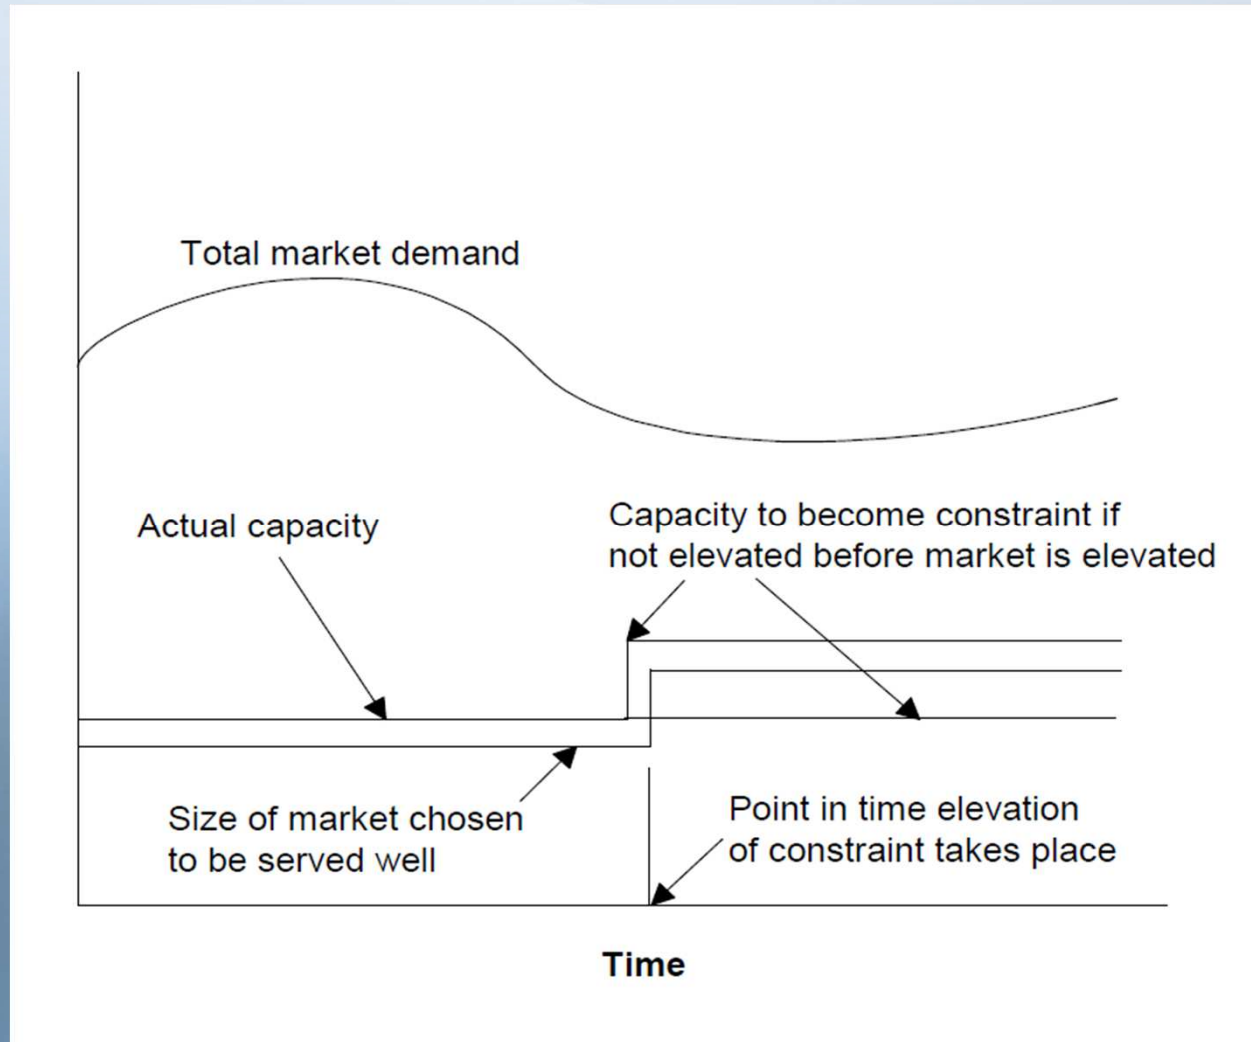 Total market demand
Actual capacity
Capacity to become constraint if
not elevated before market is elevated
Size of market chosen
to be served well
Point in time elevation
of constraint takes place
Time